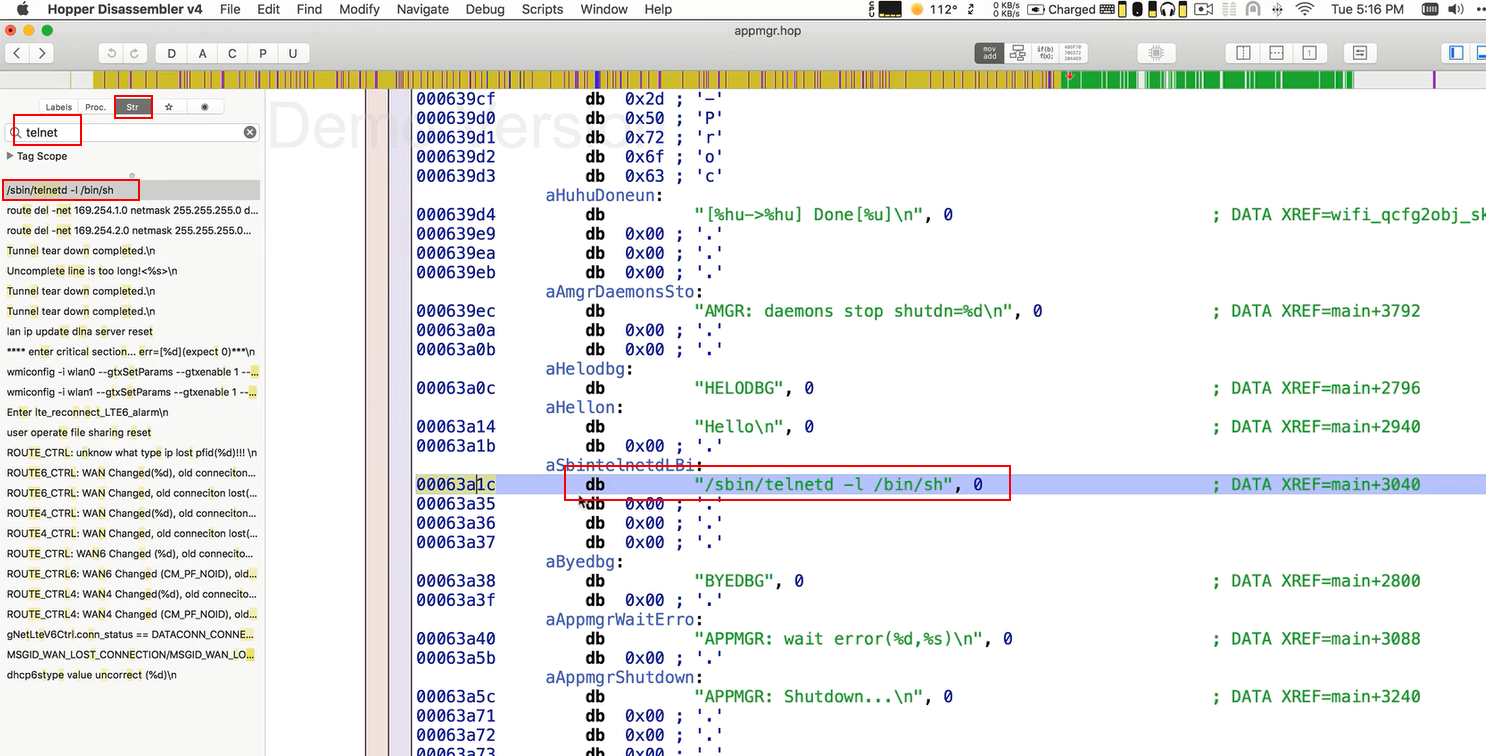 Hopper Disassembler v4 File Edit Find Modify Navigate Debug Scripts Window Help CPU 112° 0 KB/s 0 KB/s Charged Tue 5:16 PM
appmgr.hop
D A C P U mov add if(b) f(x); 1
Labels Proc. Str
telnet
Tag Scope
/sbin/telnetd -l /bin/sh
route del -net 169.254.1.0 netmask 255.255.255.0 d...
route del -net 169.254.2.0 netmask 255.255.255.0...
Tunnel tear down completed.\n
Uncomplete line is too long!<%s>\n
Tunnel tear down completed.\n
Tunnel tear down completed.\n
lan ip update dlna server reset
**** enter critical section... err=[%d](expect 0)***\n
wmiconfig -i wlan0 --gtxSetParams --gtxenable 1 --...
wmiconfig -i wlan1 --gtxSetParams --gtxenable 1 --...
Enter lte_reconnect_LTE6_alarm\n
user operate file sharing reset
ROUTE_CTRL: unknow what type ip lost pfid(%d)!!! \n
ROUTE6_CTRL: WAN Changed(%d), old conneciton...
ROUTE6_CTRL: WAN Changed, old conneciton lost(...
ROUTE4_CTRL: WAN Changed(%d), old conneciton...
ROUTE4_CTRL: WAN Changed, old conneciton lost(...
ROUTE_CTRL: WAN6 Changed (%d), old connecito...
ROUTE_CTRL6: WAN6 Changed (CM_PF_NOID), old...
ROUTE_CTRL4: WAN4 Changed(%d), old connecito...
ROUTE_CTRL4: WAN4 Changed (CM_PF_NOID), old...
gNetLteV6Ctrl.conn_status == DATACONN_CONNE...
MSGID_WAN_LOST_CONNECTION/MSGID_WAN_LO...
dhcp6stype value uncorrect (%d)\n
Demo version
000639cf db 0x2d ; '-'
000639d0 db 0x50 ; 'P'
000639d1 db 0x72 ; 'r'
000639d2 db 0x6f ; 'o'
000639d3 db 0x63 ; 'c'
aHuhuDoneun:
000639d4 db "[%hu->%hu] Done[%u]\n", 0 ; DATA XREF=wifi_qcfg2obj_sk
000639e9 db 0x00 ; '.'
000639ea db 0x00 ; '.'
000639eb db 0x00 ; '.'
aAmgrDaemonsSto:
000639ec db "AMGR: daemons stop shutdn=%d\n", 0 ; DATA XREF=main+3792
00063a0a db 0x00 ; '.'
00063a0b db 0x00 ; '.'
aHelodbg:
00063a0c db "HELODBG", 0 ; DATA XREF=main+2796
aHellon:
00063a14 db "Hello\n", 0 ; DATA XREF=main+2940
00063a1b db 0x00 ; '.'
aSbintelnetdLBi:
00063a1c db "/sbin/telnetd -l /bin/sh", 0 ; DATA XREF=main+3040
00063a35 db 0x00 ; '.'
00063a36 db 0x00 ; '.'
00063a37 db 0x00 ; '.'
aByedbg:
00063a38 db "BYEDBG", 0 ; DATA XREF=main+2800
00063a3f db 0x00 ; '.'
aAppmgrWaitErro:
00063a40 db "APPMGR: wait error(%d,%s)\n", 0 ; DATA XREF=main+3088
00063a5b db 0x00 ; '.'
aAppmgrShutdown:
00063a5c db "APPMGR: Shutdown...\n", 0 ; DATA XREF=main+3240
00063a71 db 0x00 ; '.'
00063a72 db 0x00 ; '.'
00063a73 db 0x00 ; '.'